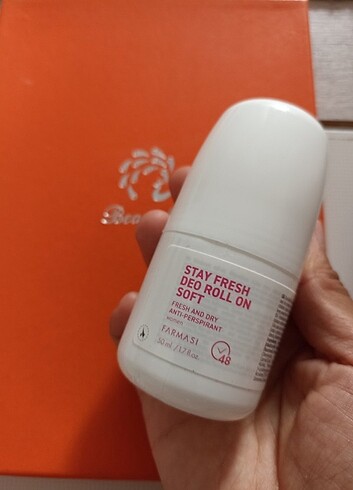 STAY FRESH
DEO ROLL ON
SOFT
FRESH AND DRY
ANTI-PERSPIRANT
women
FARMASI
50 ml / 1.7 fl.oz.
48